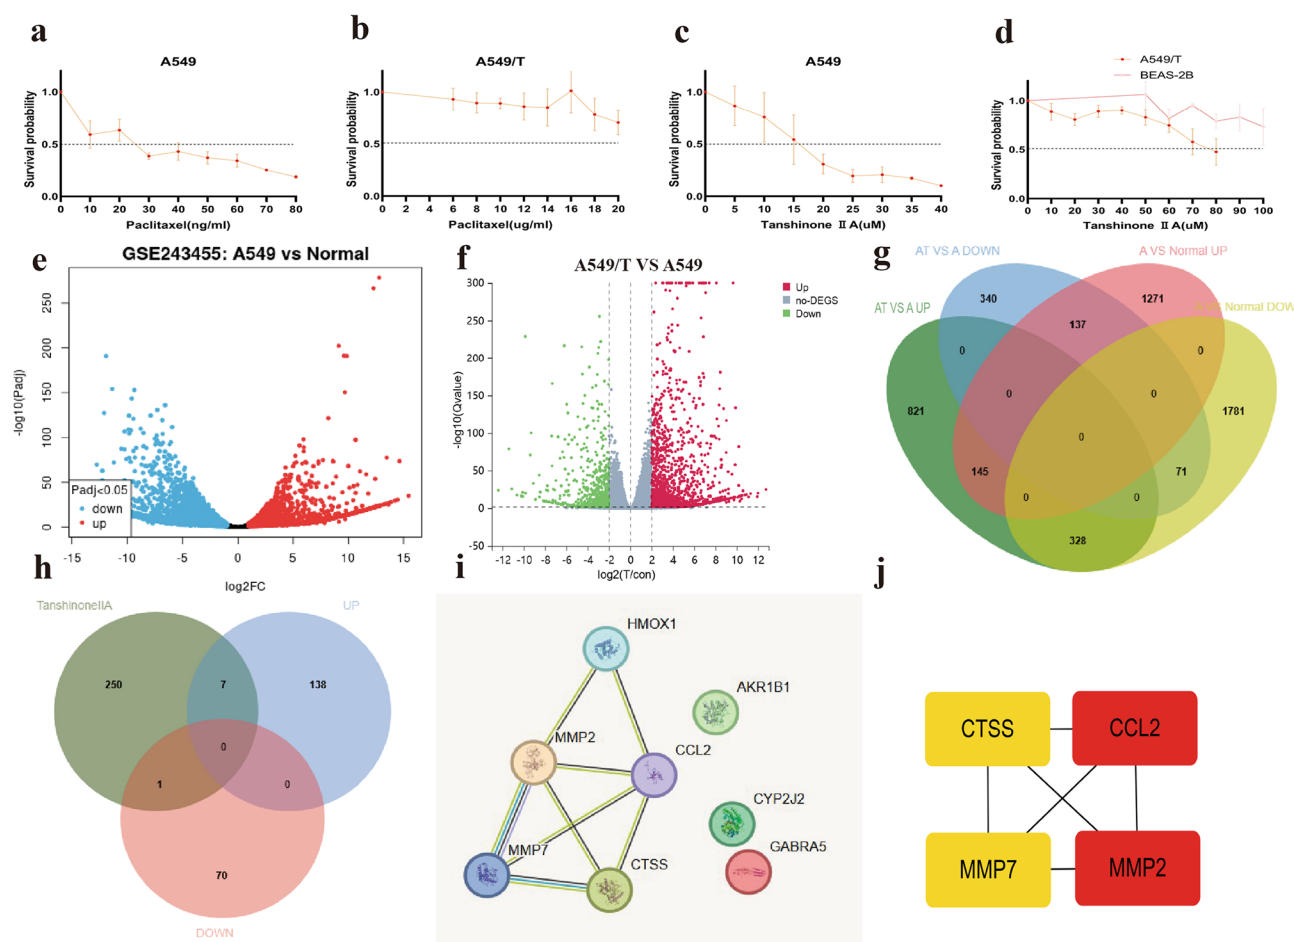 a
A549
Survival probability
1.0
0.5
0.0
0 10 20 30 40 50 60 70 80
Paclitaxel(ng/ml)
b
A549/T
Survival probability
1.0
0.5
0.0
0 2 4 6 8 10 12 14 16 18 20
Paclitaxel(ug/ml)
c
A549
Survival probability
1.0
0.5
0.0
0 5 10 15 20 25 30 35 40
Tanshinone ⅡA(uM)
d
A549/T
BEAS-2B
Survival probability
1.0
0.5
0.0
0 10 20 30 40 50 60 70 80 90 100
Tanshinone ⅡA(uM)
e
GSE243455: A549 vs Normal
-log10(Padj)
250
200
150
100
50
0
Padj<0.05
down
up
-15 -10 -5 0 5 10 15
log2FC
f
A549/T VS A549
Up
no-DEGS
Down
-log10(Qvalue)
300
250
200
150
100
50
0
-50
-12 -10 -8 -6 -4 -2 0 2 4 6 8 10 12
log2(T/con)
g
AT VS A DOWN
A VS Normal UP
AT VS A UP
Normal DOW
340
1271
137
0
0
0
0
821
1781
0
145
71
0
0
328
h
TanshinoneIIA
UP
250
7
138
0
1
0
70
DOWN
i
HMOX1
AKR1B1
MMP2
CCL2
CYP2J2
GABRA5
MMP7
CTSS
j
CTSS
CCL2
MMP7
MMP2